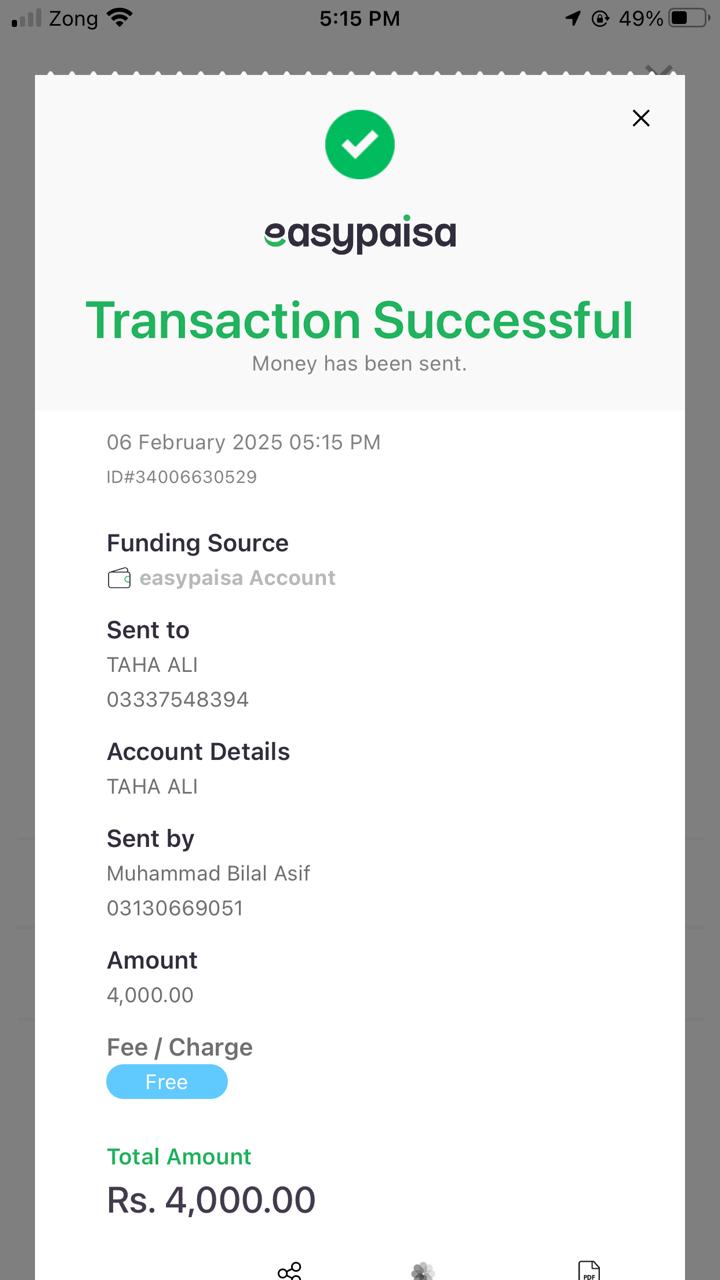 Zong 5:15 PM 49%
easypaisa
Transaction Successful
Money has been sent.
06 February 2025 05:15 PM
ID#34006630529
Funding Source
easypaisa Account
Sent to
TAHA ALI
03337548394
Account Details
TAHA ALI
Sent by
Muhammad Bilal Asif
03130669051
Amount
4,000.00
Fee / Charge
Free
Total Amount
Rs. 4,000.00
PDF